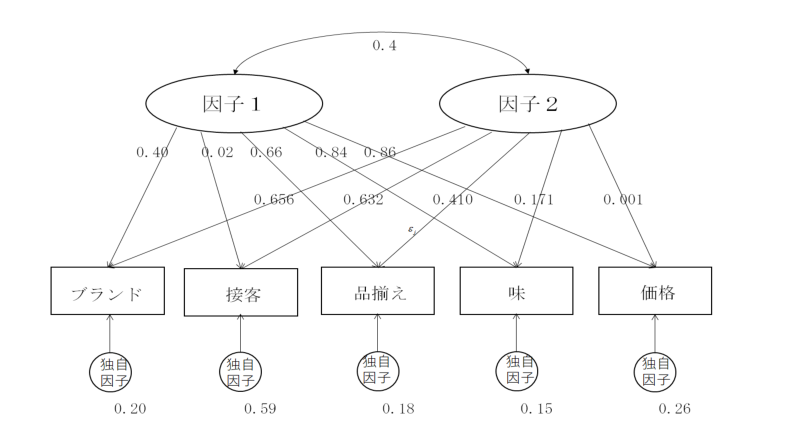 0.4
因子1
因子2
0.40
0.02
0.66
0.84
0.86
0.656
0.632
0.410
0.171
0.001
εi
ブランド
接客
品揃え
味
価格
独自
因子
独自
因子
独自
因子
独自
因子
独自
因子
0.20
0.59
0.18
0.15
0.26